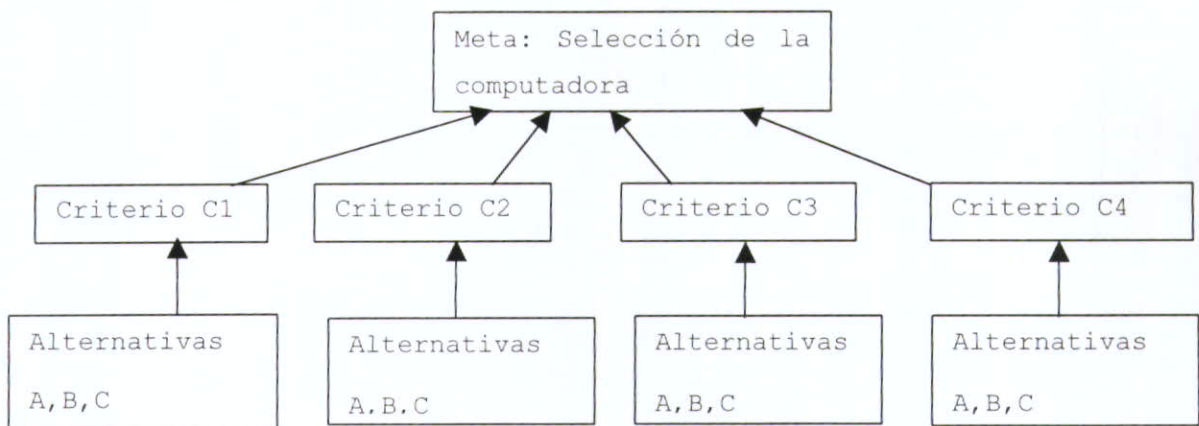 Meta: Selección de la
computadora
Criterio C1
Criterio C2
Criterio C3
Criterio C4
Alternativas
A,B,C
Alternativas
A.B.C
Alternativas
A,B,C
Alternativas
A,B,C